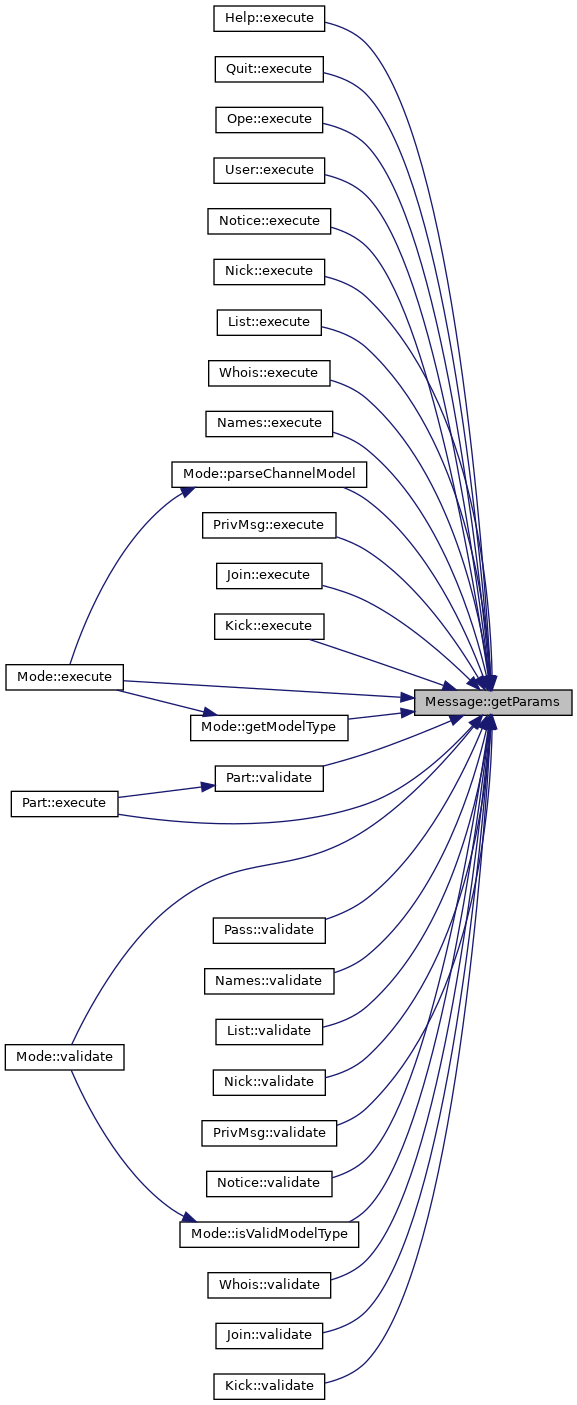 Help::execute
Quit::execute
Ope::execute
User::execute
Notice::execute
Nick::execute
List::execute
Whois::execute
Names::execute
Mode::parseChannelModel
PrivMsg::execute
Join::execute
Kick::execute
Mode::execute
Message::getParams
Mode::getModelType
Part::validate
Part::execute
Pass::validate
Names::validate
List::validate
Mode::validate
Nick::validate
PrivMsg::validate
Notice::validate
Mode::isValidModelType
Whois::validate
Join::validate
Kick::validate